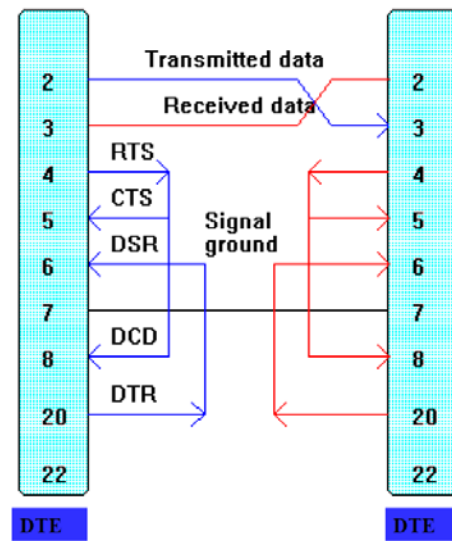 Transmitted data
2 2
Received data
3 3
RTS
4 4
CTS
5 5
Signal
ground
DSR
6 6
7 7
DCD
8 8
DTR
20 20
22 22
DTE DTE